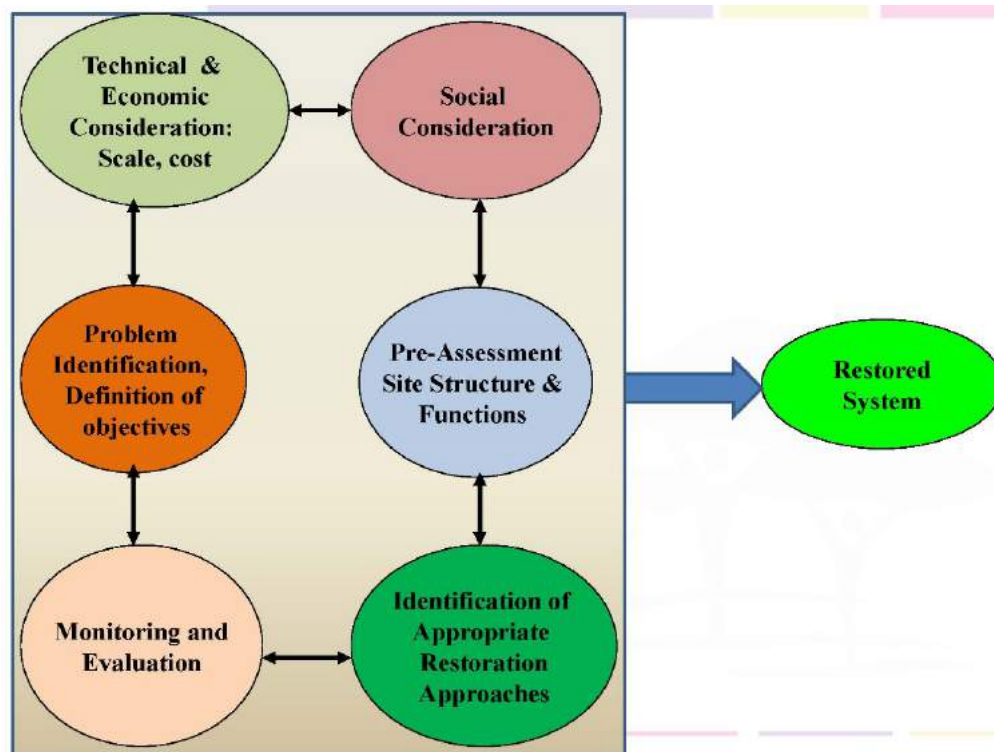 Technical &
Economic
Consideration:
Scale, cost
Social
Consideration
Problem
Identification,
Definition of
objectives
Pre-Assessment
Site Structure &
Functions
Restored
System
Monitoring and
Evaluation
Identification of
Appropriate
Restoration
Approaches